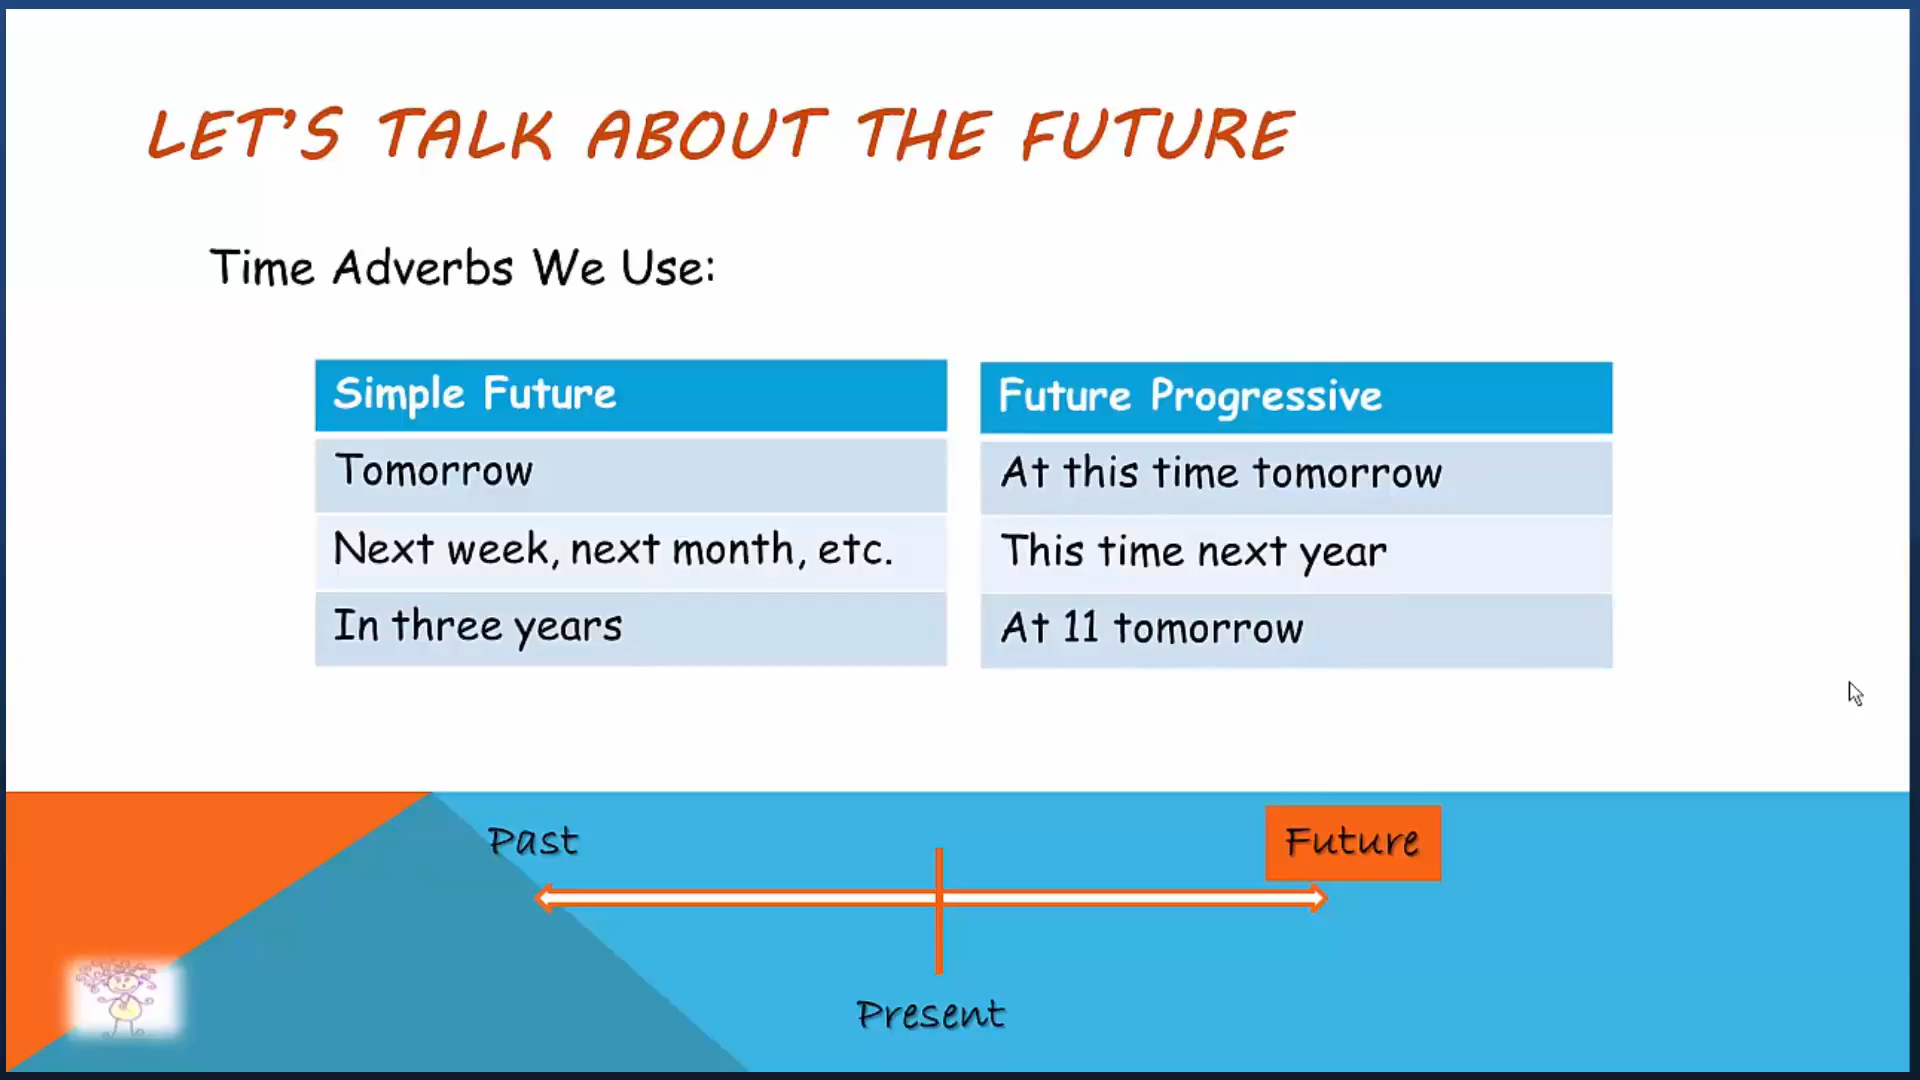 LET'S TALK ABOUT THE FUTURE
Time Adverbs We Use:
Simple Future
Tomorrow
Next week, next month, etc.
In three years
Future Progressive
At this time tomorrow
This time next year
At 11 tomorrow
Past
Future
Present